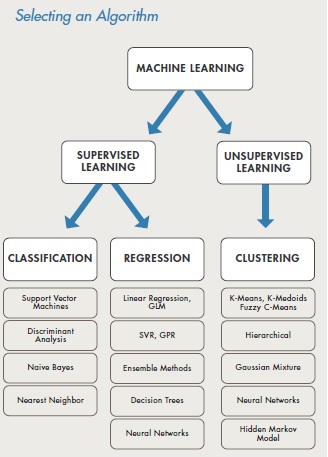 Selecting an Algorithm
MACHINE LEARNING
SUPERVISED
LEARNING
UNSUPERVISED
LEARNING
CLASSIFICATION
Support Vector
Machines
Discriminant
Analysis
Naive Bayes
Nearest Neighbor
REGRESSION
Linear Regression,
GLM
SVR, GPR
Ensemble Methods
Decision Trees
Neural Networks
CLUSTERING
K-Means, K-Medoids
Fuzzy C-Means
Hierarchical
Gaussian Mixture
Neural Networks
Hidden Markov
Model